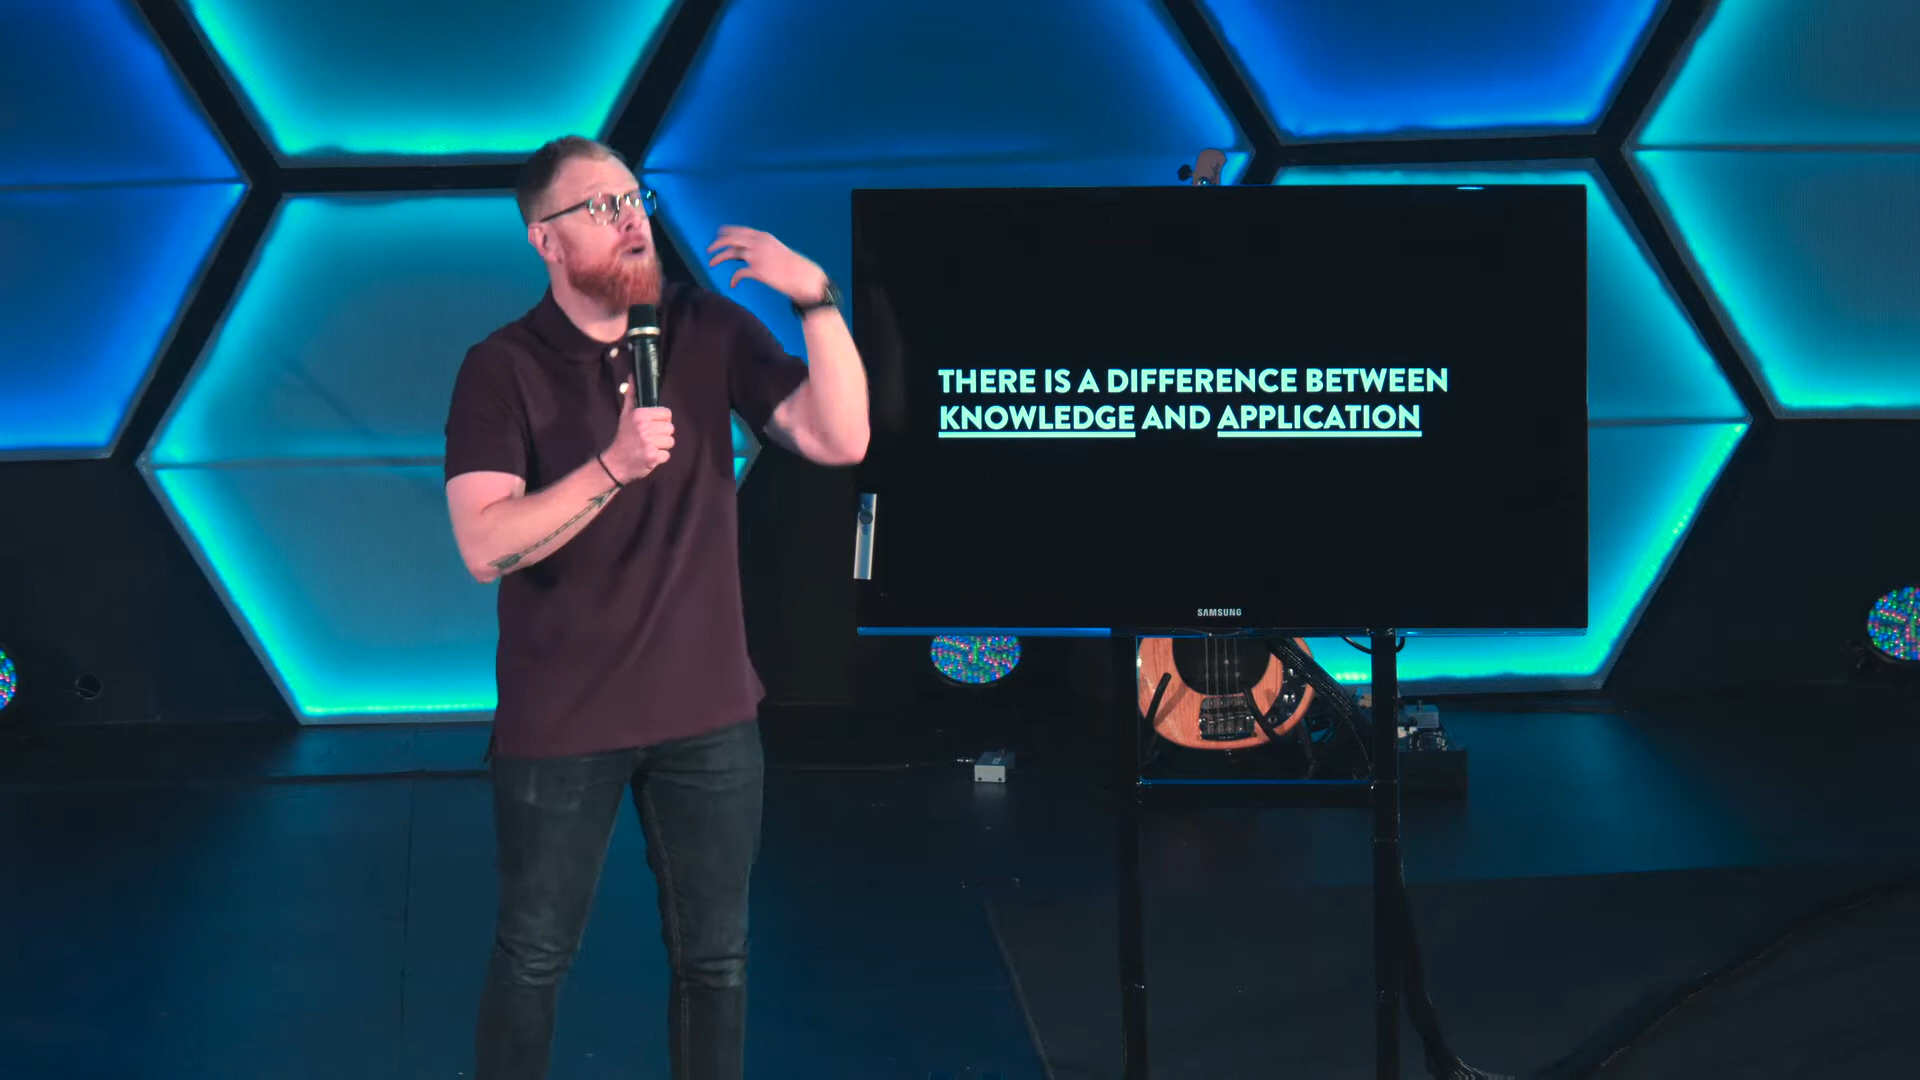 THERE IS A DIFFERENCE BETWEEN
KNOWLEDGE AND APPLICATION
SAMSUNG